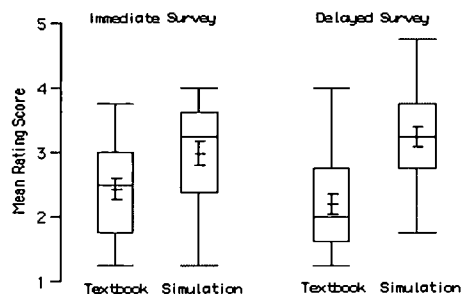 Immediate Survey
Delayed Survey
5
4
3
2
1
Mean Rating Score
Textbook
Simulation
Textbook
Simulation